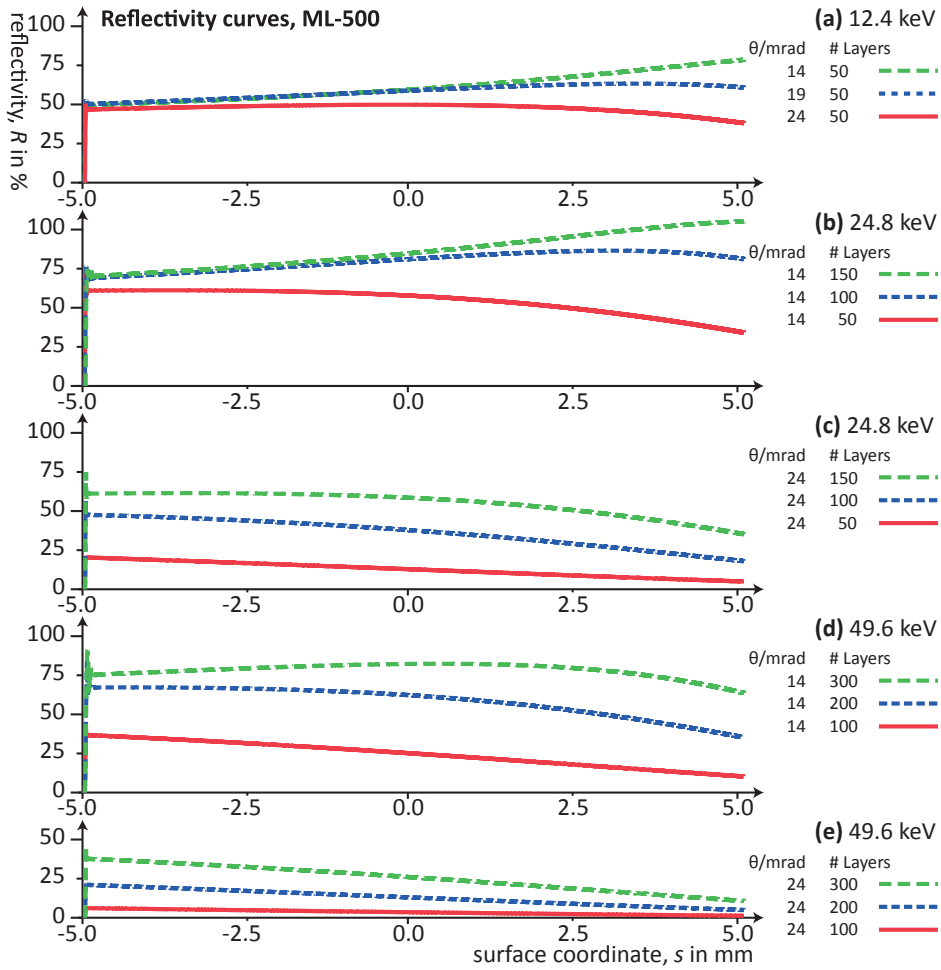 Reflectivity curves, ML-500
reflectivity, R in %
(a) 12.4 keV
θ/mrad # Layers
14 50
19 50
24 50
100
75
50
25
0
-5.0 -2.5 0.0 2.5 5.0
(b) 24.8 keV
θ/mrad # Layers
14 150
14 100
14 50
100
75
50
25
0
-5.0 -2.5 0.0 2.5 5.0
(c) 24.8 keV
θ/mrad # Layers
24 150
24 100
24 50
100
75
50
25
0
-5.0 -2.5 0.0 2.5 5.0
(d) 49.6 keV
θ/mrad # Layers
14 300
14 200
14 100
100
75
50
25
0
-5.0 -2.5 0.0 2.5 5.0
(e) 49.6 keV
θ/mrad # Layers
24 300
24 200
24 100
50
25
0
-5.0 -2.5 0.0 2.5 5.0
surface coordinate, s in mm